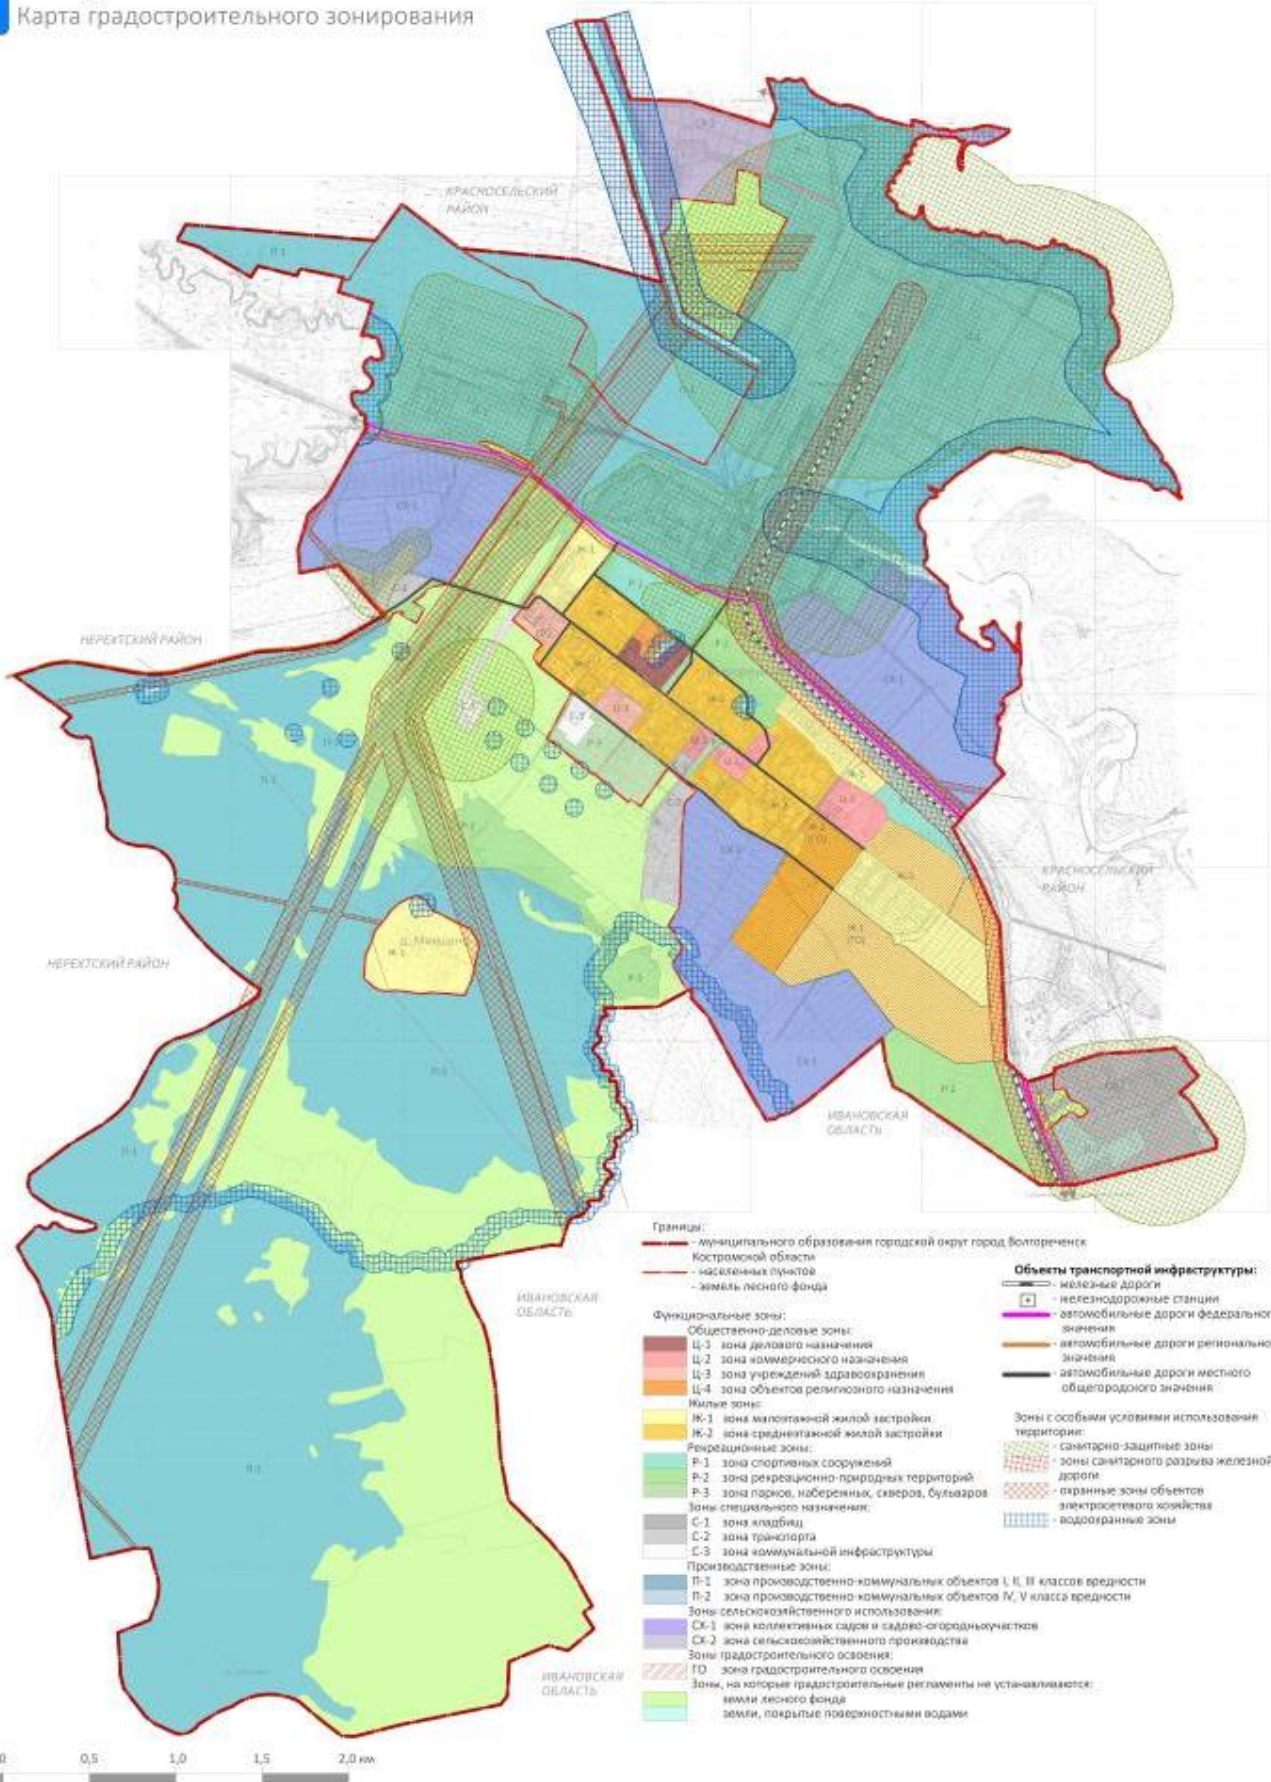 Карта градостроительного зонирования
КРАСНОСЕЛЬСКИЙ
РАЙОН
П-1
НЕРЕХТСКИЙ РАЙОН
НЕРЕХТСКИЙ РАЙОН
КРАСНОСЕЛЬСКИЙ
РАЙОН
Ж-1
ИВАНОВСКАЯ
ОБЛАСТЬ
ИВАНОВСКАЯ
ОБЛАСТЬ
ИВАНОВСКАЯ
ОБЛАСТЬ
Границы:
- муниципального образования городской округ город Волгореченск
Костромской области
- населенных пунктов
- земель лесного фонда
Функциональные зоны:
Общественно-деловые зоны:
Ц-1 зона делового назначения
Ц-2 зона коммерческого назначения
Ц-3 зона учреждений здравоохранения
Ц-4 зона объектов религиозного назначения
Жилые зоны:
Ж-1 зона малоэтажной жилой застройки
Ж-2 зона среднеэтажной жилой застройки
Рекреационные зоны:
Р-1 зона спортивных сооружений
Р-2 зона рекреационно-природных территорий
Р-3 зона парков, набережных, скверов, бульваров
Зоны специального назначения:
С-1 зона кладбищ
С-2 зона транспорта
С-3 зона коммунальной инфраструктуры
Производственные зоны:
П-1 зона производственно-коммунальных объектов I, II, III классов вредности
П-2 зона производственно-коммунальных объектов IV, V класса вредности
Зоны сельскохозяйственного использования:
СХ-1 зона коллективных садов и садово-огородныхучастков
СХ-2 зона сельскохозяйственного производства
Зоны градостроительного освоения:
ГО зона градостроительного освоения
Зоны, на которые градостроительные регламенты не устанавливаются:
земли лесного фонда
земли, покрытые поверхностными водами
Объекты транспортной инфраструктуры:
- железные дороги
- железнодорожные станции
- автомобильные дороги федерального
значения
- автомобильные дороги регионально
значения
- автомобильные дороги местного
общегородского значения
Зоны с особыми условиями использования
территории:
- санитарно-защитные зоны
- зоны санитарного разрыва железной
дороги
- охранные зоны объектов
электросетевого хозяйства
- водоохранные зоны
0 0,5 1,0 1,5 2,0 км